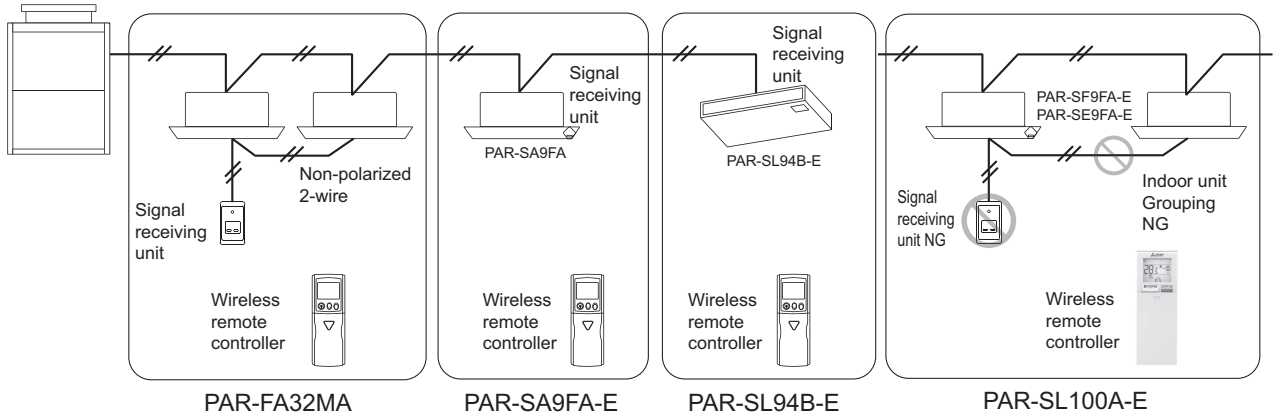 Signal
receiving
unit
Non-polarized
2-wire
Wireless
remote
controller
PAR-FA32MA
Signal
receiving
unit
PAR-SA9FA
Wireless
remote
controller
PAR-SA9FA-E
Signal
receiving
unit
PAR-SL94B-E
Wireless
remote
controller
PAR-SL94B-E
PAR-SF9FA-E
PAR-SE9FA-E
Signal
receiving
unit NG
Indoor unit
Grouping
NG
Wireless
remote
controller
PAR-SL100A-E